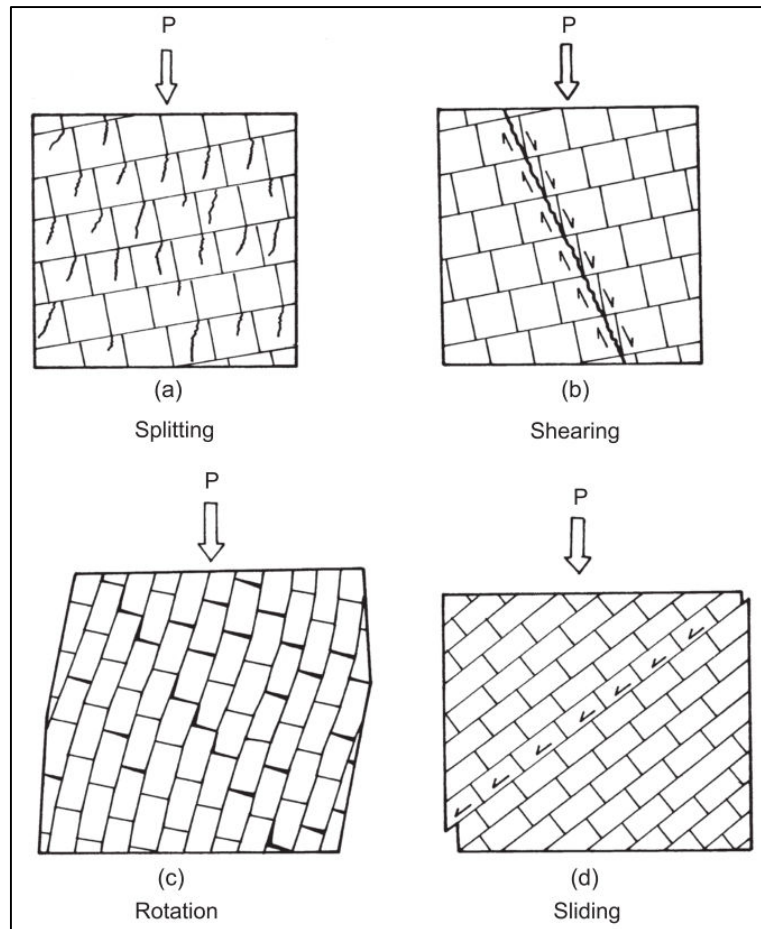 P
P
(a)
(b)
Splitting
Shearing
P
P
(c)
(d)
Rotation
Sliding